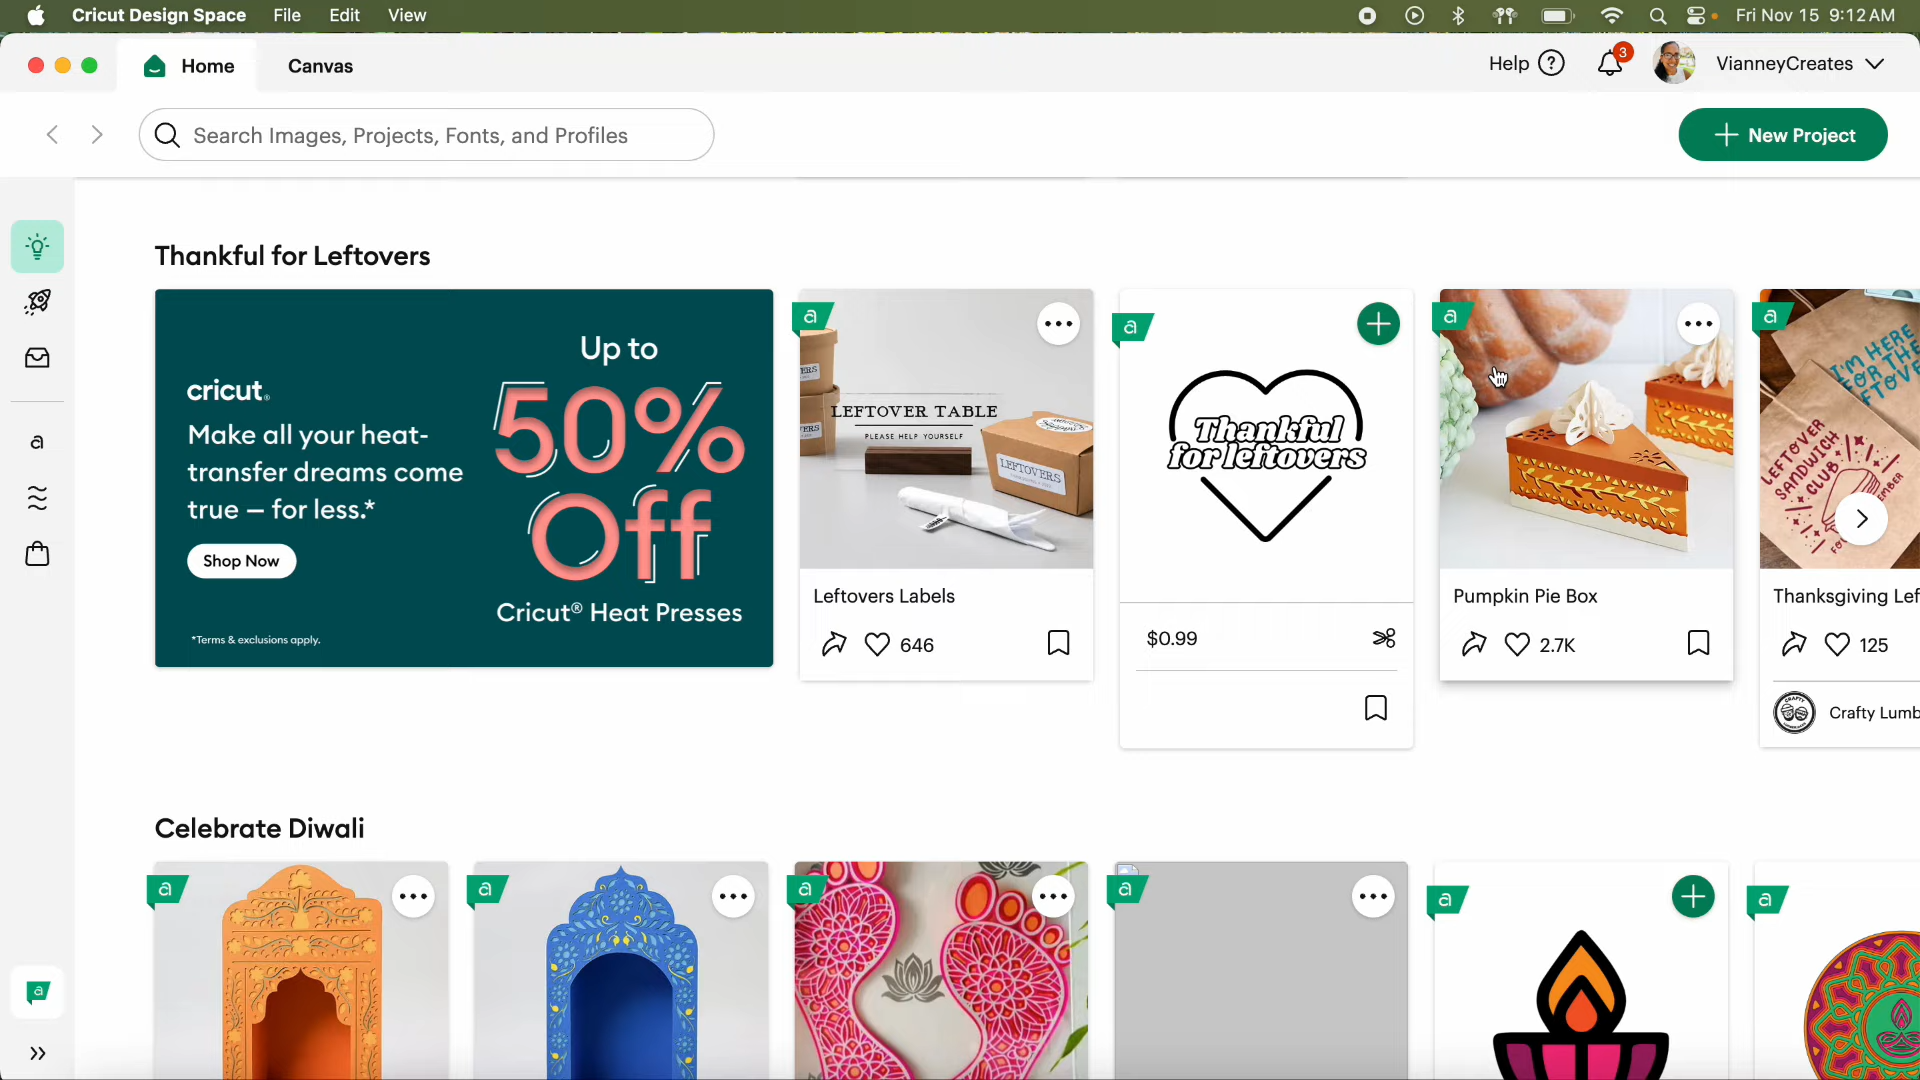 Cricut Design Space File Edit View Fri Nov 15 9:12 AM
Home Canvas Help ? 3 VianneyCreates
Search Images, Projects, Fonts, and Profiles
+ New Project
Thankful for Leftovers
cricut.
Make all your heat-
transfer dreams come
true – for less.*
Shop Now
*Terms & exclusions apply.
Up to
50%
Off
Cricut® Heat Presses
a
LEFTOVER TABLE
PLEASE HELP YOURSELF
LEFTOVERS
Leftovers Labels
646
a
Thankful
for leftovers
$0.99
a
Pumpkin Pie Box
2.7K
a
I'M HERE
FOR THE
LEFTOVER
SANDWICH
CLUB
Thanksgiving Lef
125
Crafty Lumb
Celebrate Diwali
a
a
a
a
a
a
a
a